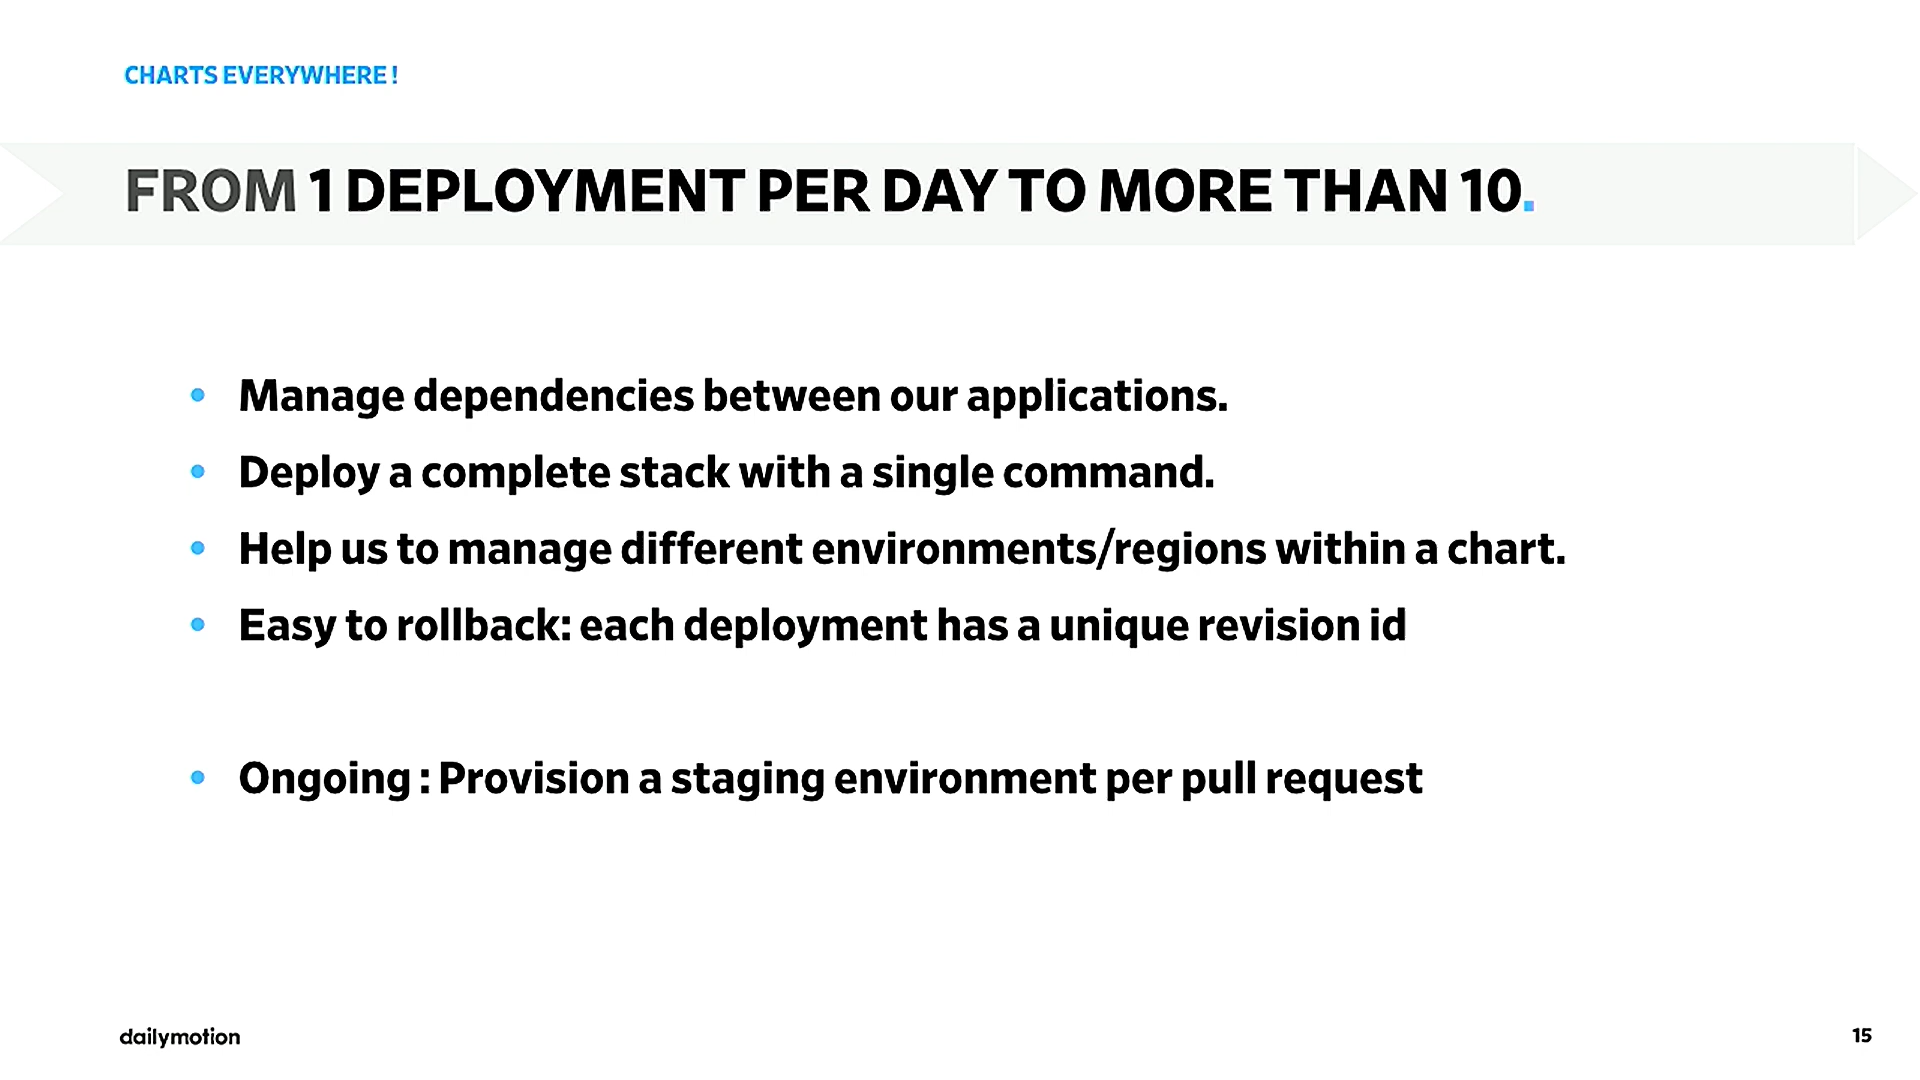 CHARTS EVERYWHERE !
FROM 1 DEPLOYMENT PER DAY TO MORE THAN 10.
• Manage dependencies between our applications.
• Deploy a complete stack with a single command.
• Help us to manage different environments/regions within a chart.
• Easy to rollback: each deployment has a unique revision id
• Ongoing : Provision a staging environment per pull request
dailymotion
15